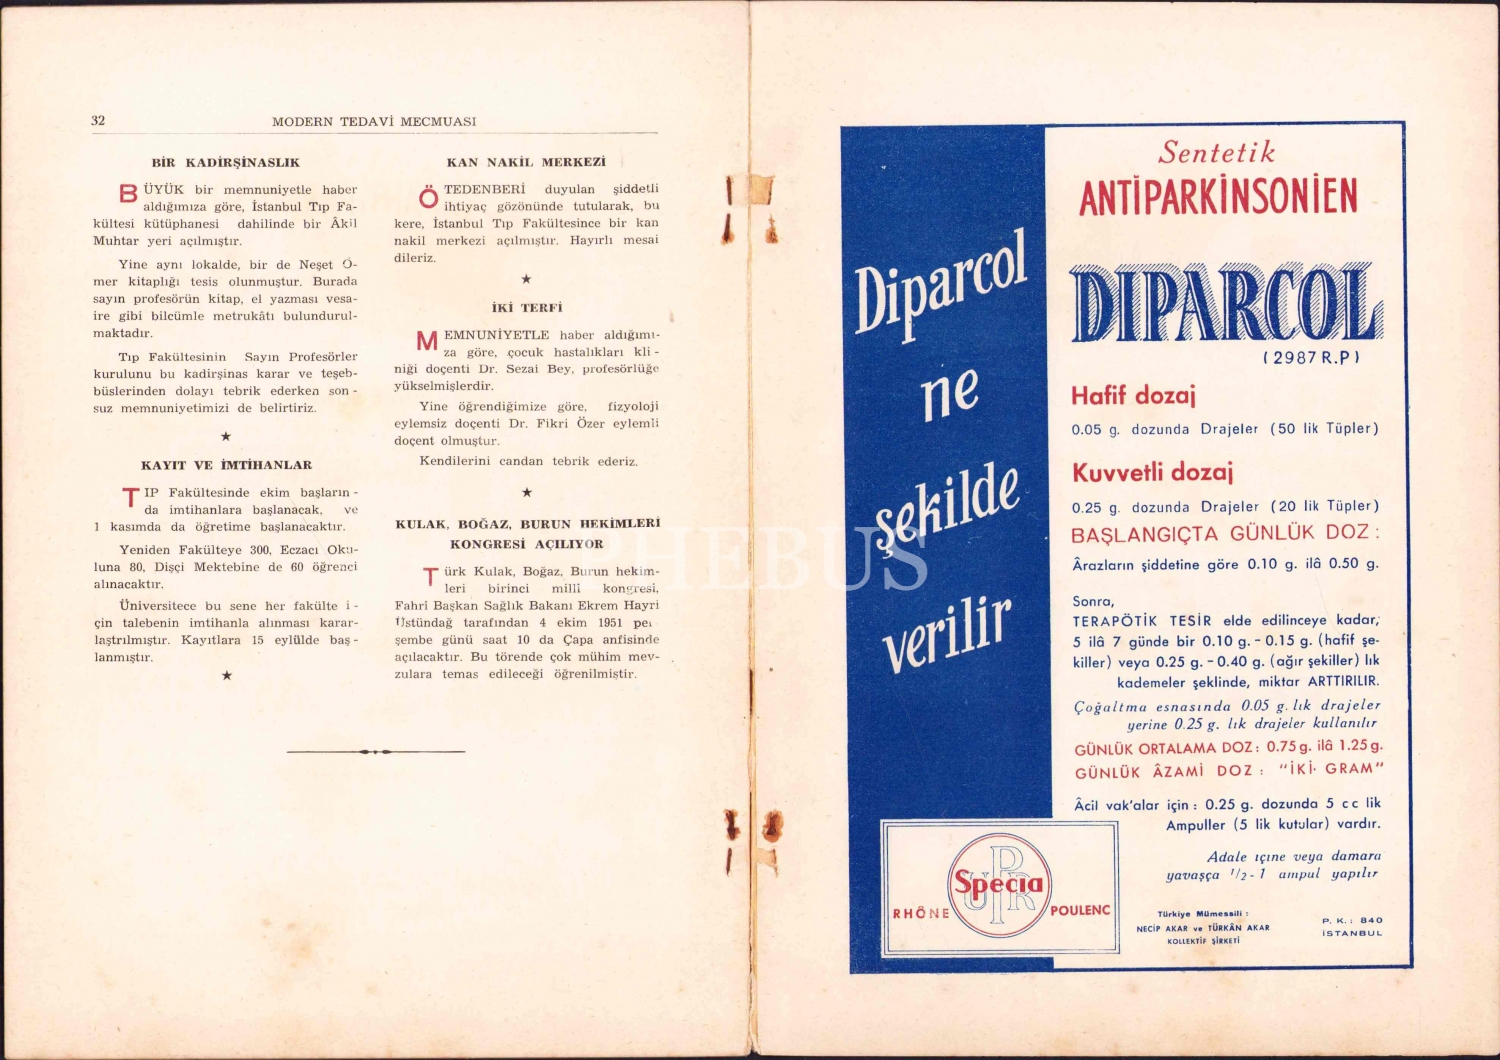 32
MODERN TEDAVİ MECMUASI
BİR KADİRŞİNASLIK
BÜYÜK bir memnuniyetle haber
aldığımıza göre, İstanbul Tıp Fa-
kültesi kütüphanesi dahilinde bir Âkil
Muhtar yeri açılmıştır.
Yine aynı lokalde, bir de Neşet Ö-
mer kitaplığı tesis olunmuştur. Burada
sayın profesörün kitap, el yazması vesa-
ire gibi bilcümle metrukâtı bulundurul-
maktadır.
Tıp Fakültesinin Sayın Profesörler
kurulunu bu kadirşinas karar ve teşeb-
büslerinden dolayı tebrik ederken son-
suz memnuniyetimizi de belirtiriz.
★
KAYIT VE İMTİHANLAR
TIP Fakültesinde ekim başların-
da imtihanlara başlanacak, ve
1 kasımda da öğretime başlanacaktır.
Yeniden Fakülteye 300, Eczacı Oku-
luna 80, Dişçi Mektebine de 60 öğrenci
alınacaktır.
Üniversitece bu sene her fakülte i-
çin talebenin imtihanla alınması karar-
laştrılmıştır. Kayıtlara 15 eylülde baş-
lanmıştır.
★
KAN NAKİL MERKEZİ
ÖTEDENBERİ duyulan şiddetli
ihtiyaç gözönünde tutularak, bu
kere, İstanbul Tıp Fakültesince bir kan
nakil merkezi açılmıştır. Hayırlı mesai
dileriz.
★
İKİ TERFİ
MEMNUNİYETLE haber aldığımı-
za göre, çocuk hastalıkları kli-
niği doçenti Dr. Sezai Bey, profesörlüğe
yükselmişlerdir.
Yine öğrendiğimize göre, fizyoloji
eylemsiz doçenti Dr. Fikri Özer eylemli
doçent olmuştur.
Kendilerini candan tebrik ederiz.
★
KULAK, BOĞAZ, BURUN HEKİMLERİ
KONGRESİ AÇILIYOR
Türk Kulak, Boğaz, Burun hekim-
leri birinci millî kongresi,
Fahrî Başkan Sağlık Bakanı Ekrem Hayri
Üstündağ tarafından 4 ekim 1951 per
şembe günü saat 10 da Çapa anfisinde
açılacaktır. Bu törende çok mühim mev-
zulara temas edileceği öğrenilmiştir.
PHEBUS
Diparcol
ne
şekilde
verilir
Sentetik
ANTİPARKİNSONİEN
DIPARCOL
(2987 R.P)
Hafif dozaj
0.05 g. dozunda Drajeler (50 lik Tüpler)
Kuvvetli dozaj
0.25 g. dozunda Drajeler (20 lik Tüpler)
BAŞLANGIÇTA GÜNLÜK DOZ :
Ârazların şiddetine göre 0.10 g. ilâ 0.50 g.
Sonra,
TERAPÖTİK TESİR elde edilinceye kadar,
5 ilâ 7 günde bir 0.10 g. - 0.15 g. (hafif şe-
killer) veya 0.25 g. - 0.40 g. (ağır şekiller) lık
kademeler şeklinde, miktar ARTTIRILIR.
Çoğaltma esnasında 0.05 g. lık drajeler
yerine 0.25 g. lık drajeler kullanılır
GÜNLÜK ORTALAMA DOZ : 0.75 g. ilâ 1.25 g.
GÜNLÜK ÂZAMİ DOZ : "İKİ GRAM"
Âcil vak'alar için : 0.25 g. dozunda 5 cc lik
Ampuller (5 lik kutular) vardır.
Adale içine veya damara
yavaşça 1/2 - 1 ampul yapılır
Specia
RHÔNE
POULENC
UPR
Türkiye Mümessili :
NECİP AKAR ve TÜRKÂN AKAR
KOLLEKTİF ŞİRKETİ
P. K. : 840
İSTANBUL